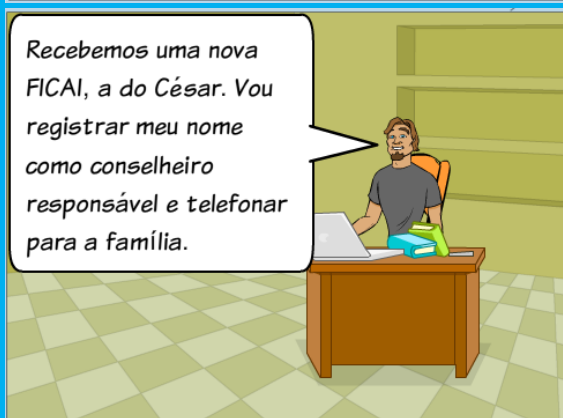 Recebemos uma nova
FICAI, a do César. Vou
registrar meu nome
como conselheiro
responsável e telefonar
para a família.